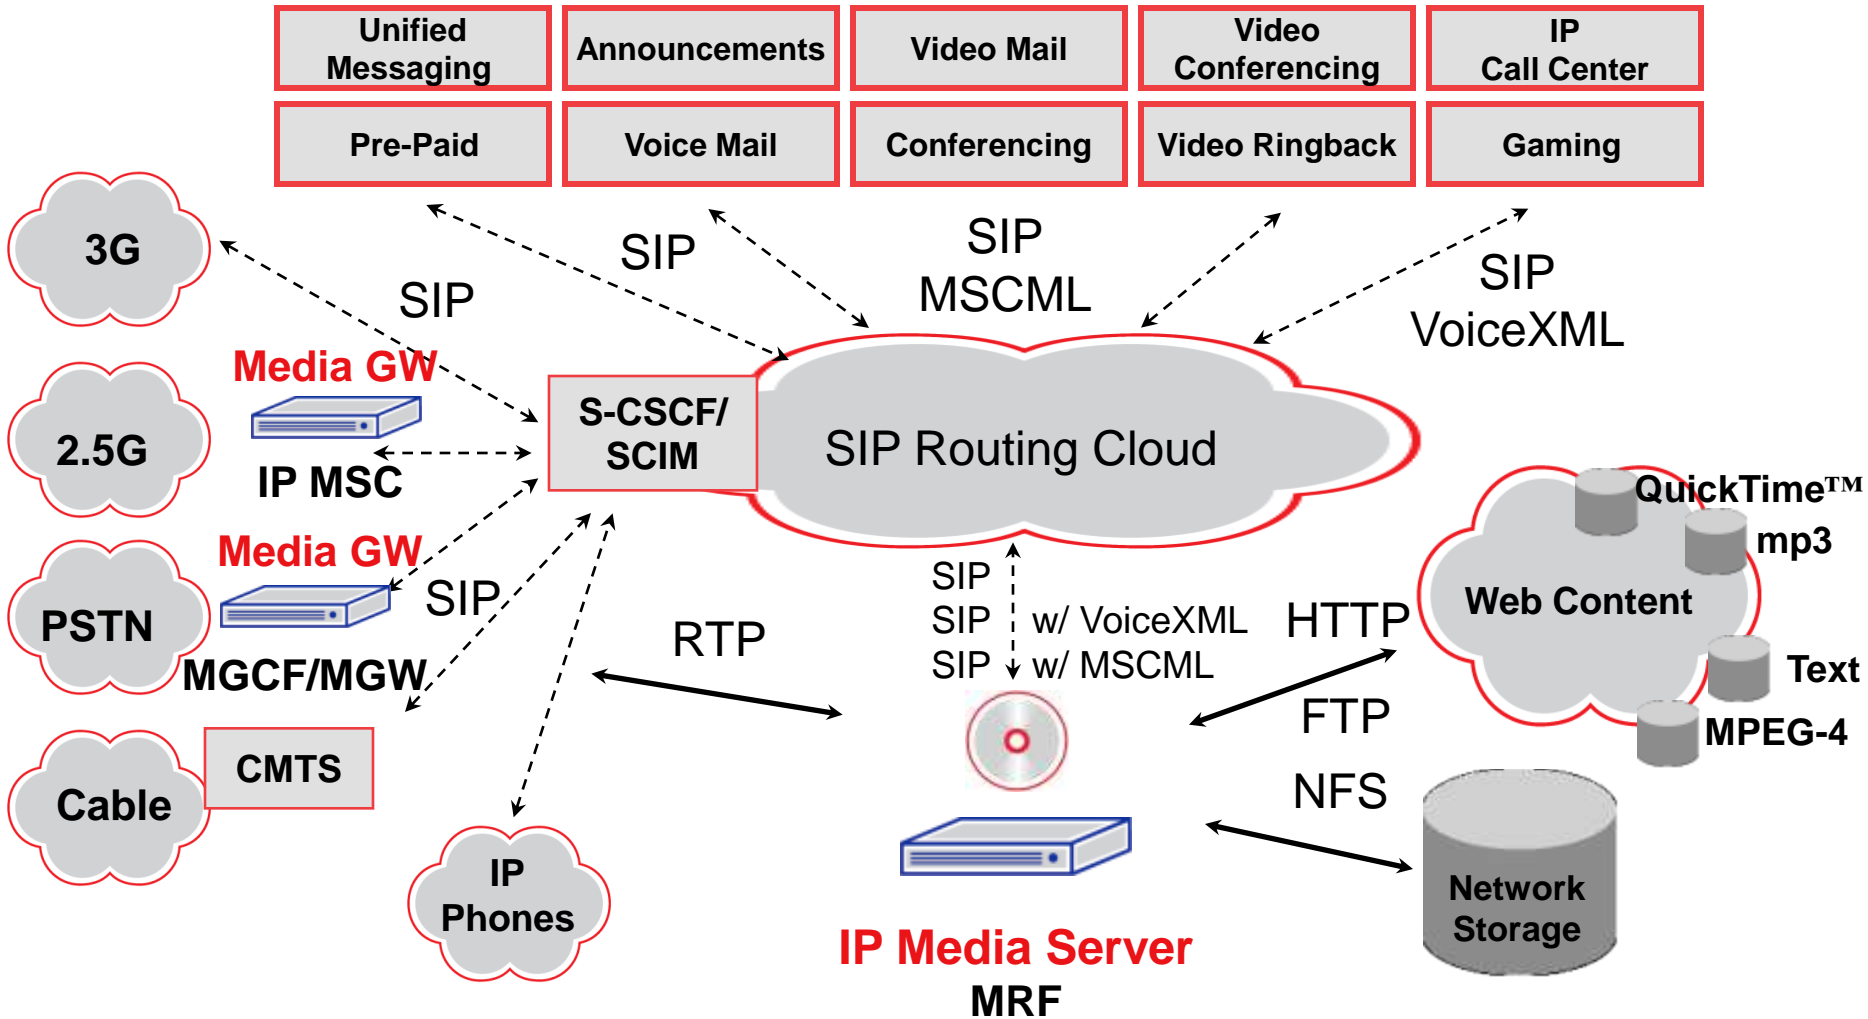 Unified
Messaging
Announcements
Video Mail
Video
Conferencing
IP
Call Center
Pre-Paid
Voice Mail
Conferencing
Video Ringback
Gaming
3G
SIP
SIP
SIP
MSCML
SIP
VoiceXML
Media GW
2.5G
IP MSC
S-CSCF/
SCIM
SIP Routing Cloud
QuickTime™
mp3
Web Content
Text
MPEG-4
Media GW
PSTN
SIP
MGCF/MGW
RTP
SIP
SIP w/ VoiceXML
SIP w/ MSCML
HTTP
FTP
NFS
CMTS
Cable
IP
Phones
Network
Storage
IP Media Server
MRF